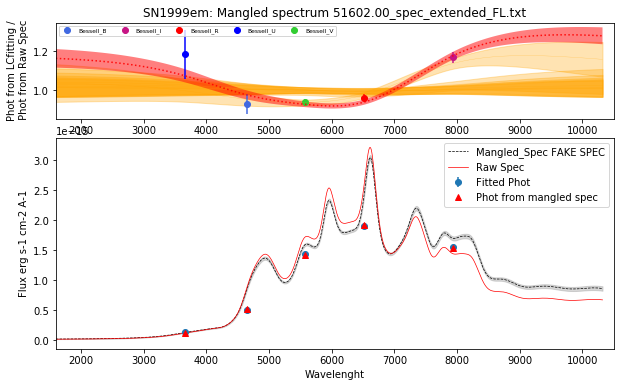 SN1999em: Mangled spectrum 51602.00_spec_extended_FL.txt
Phot from LCfitting /
Phot from Raw Spec
Bessell_B Bessell_I Bessell_R Bessell_U Bessell_V
1.2
1.0
2000 3000 4000 5000 6000 7000 8000 9000 10000
Mangled_Spec FAKE SPEC
Raw Spec
Fitted Phot
Phot from mangled spec
Flux erg s-1 cm-2 A-1
3.0
2.5
2.0
1.5
1.0
0.5
0.0
2000 3000 4000 5000 6000 7000 8000 9000 10000
Wavelenght